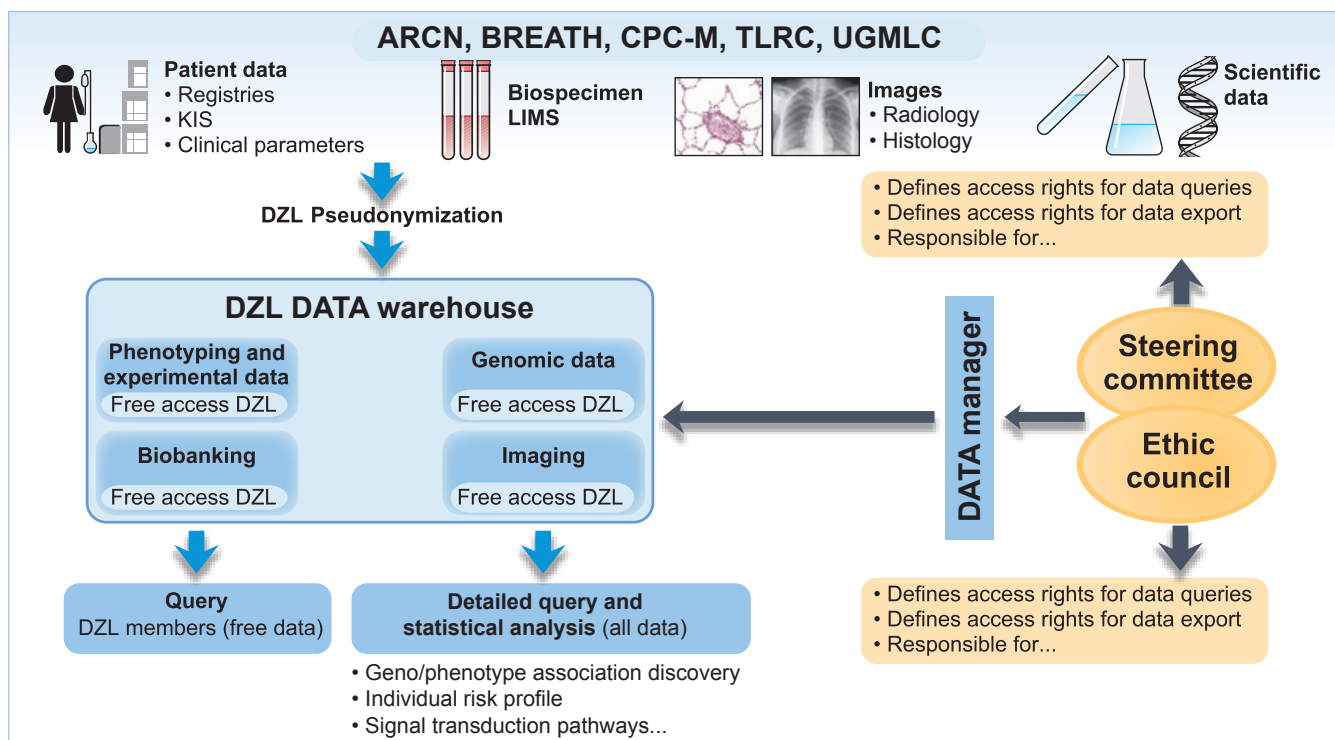 ARCN, BREATH, CPC-M, TLRC, UGMLC
Patient data
• Registries
• KIS
• Clinical parameters
Biospecimen
LIMS
Images
• Radiology
• Histology
Scientific
data
DZL Pseudonymization
• Defines access rights for data queries
• Defines access rights for data export
• Responsible for...
DZL DATA warehouse
Phenotyping and
experimental data
Free access DZL
Genomic data
Free access DZL
Biobanking
Free access DZL
Imaging
Free access DZL
DATA manager
Steering
committee
Ethic
council
Query
DZL members (free data)
Detailed query and
statistical analysis (all data)
• Geno/phenotype association discovery
• Individual risk profile
• Signal transduction pathways...
• Defines access rights for data queries
• Defines access rights for data export
• Responsible for...